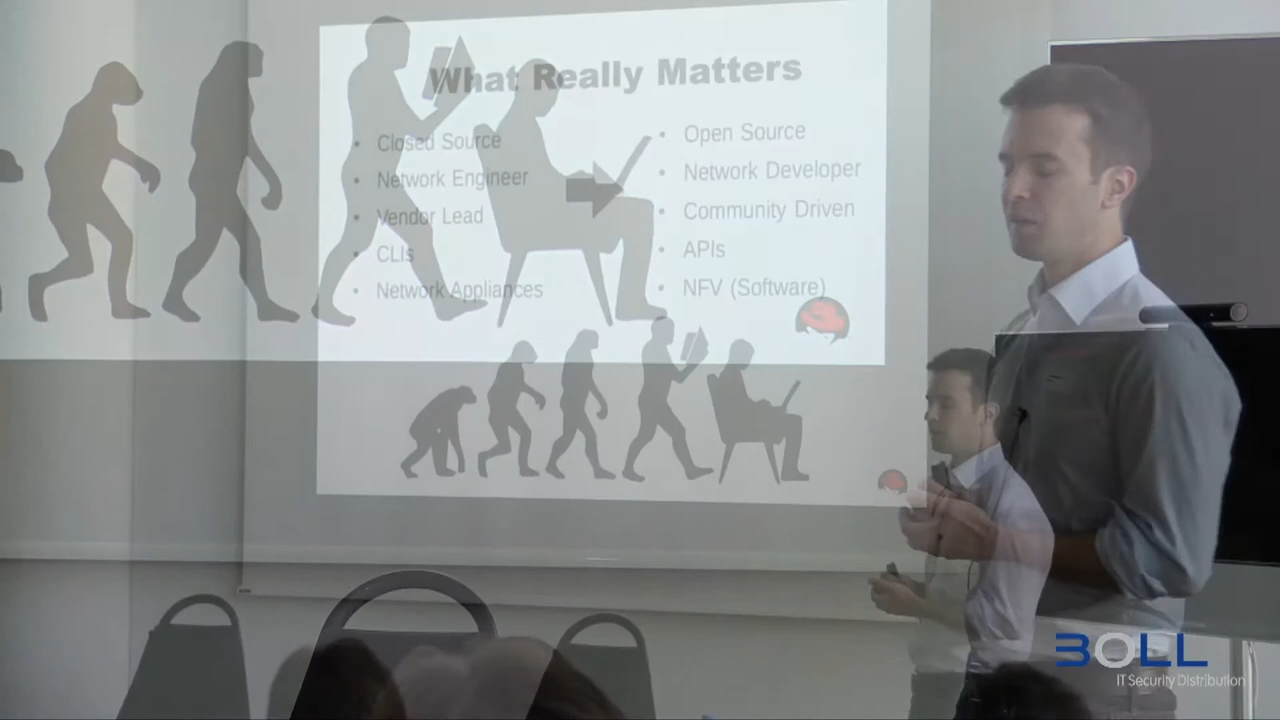 What Really Matters
• Closed Source
• Network Engineer
• Vendor Lead
• CLIs
• Network Appliances
• Open Source
• Network Developer
• Community Driven
• APIs
• NFV (Software)
BOLL
IT Security Distribution